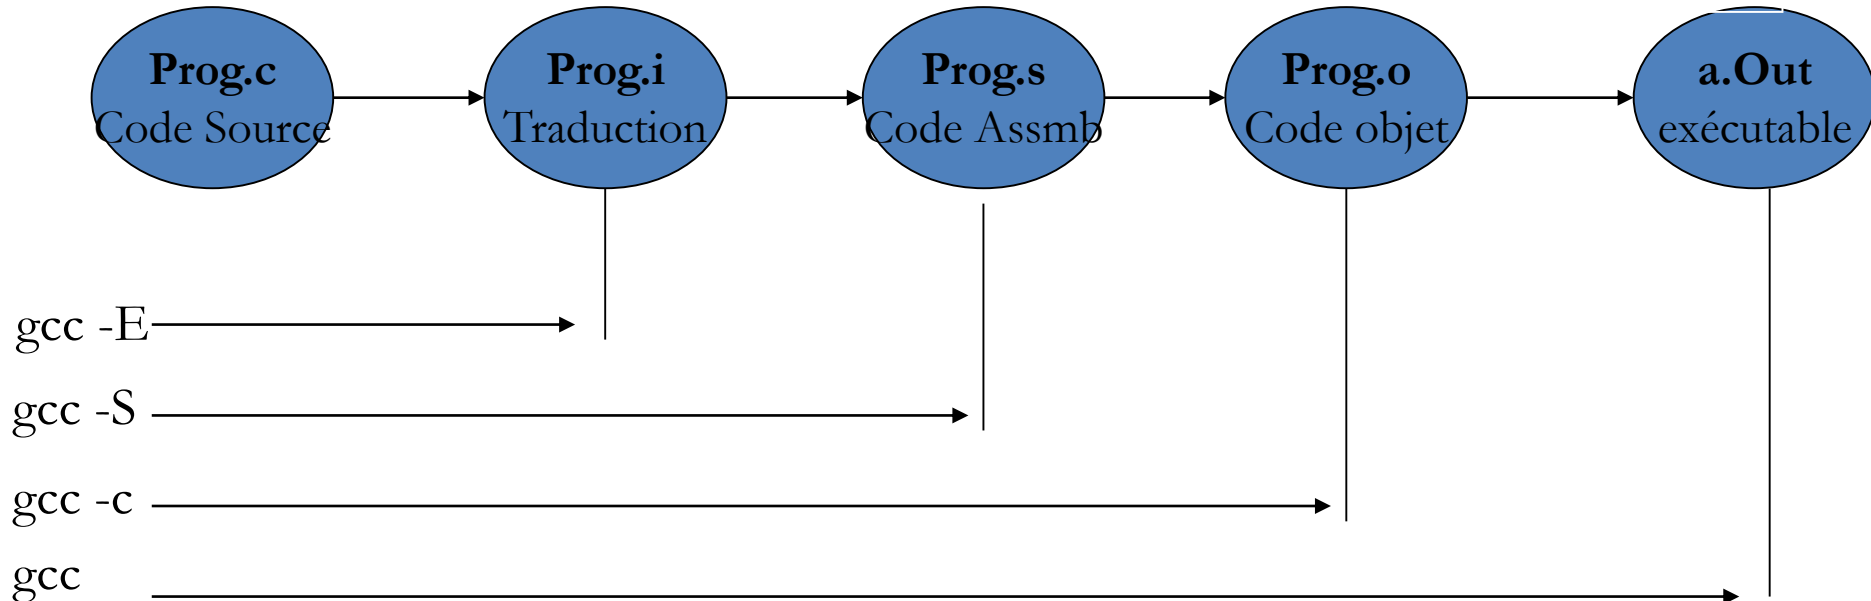 Prog.c
Code Source
Prog.i
Traduction
Prog.s
Code Assmb
Prog.o
Code objet
a.Out
exécutable
gcc -E
gcc -S
gcc -c
gcc